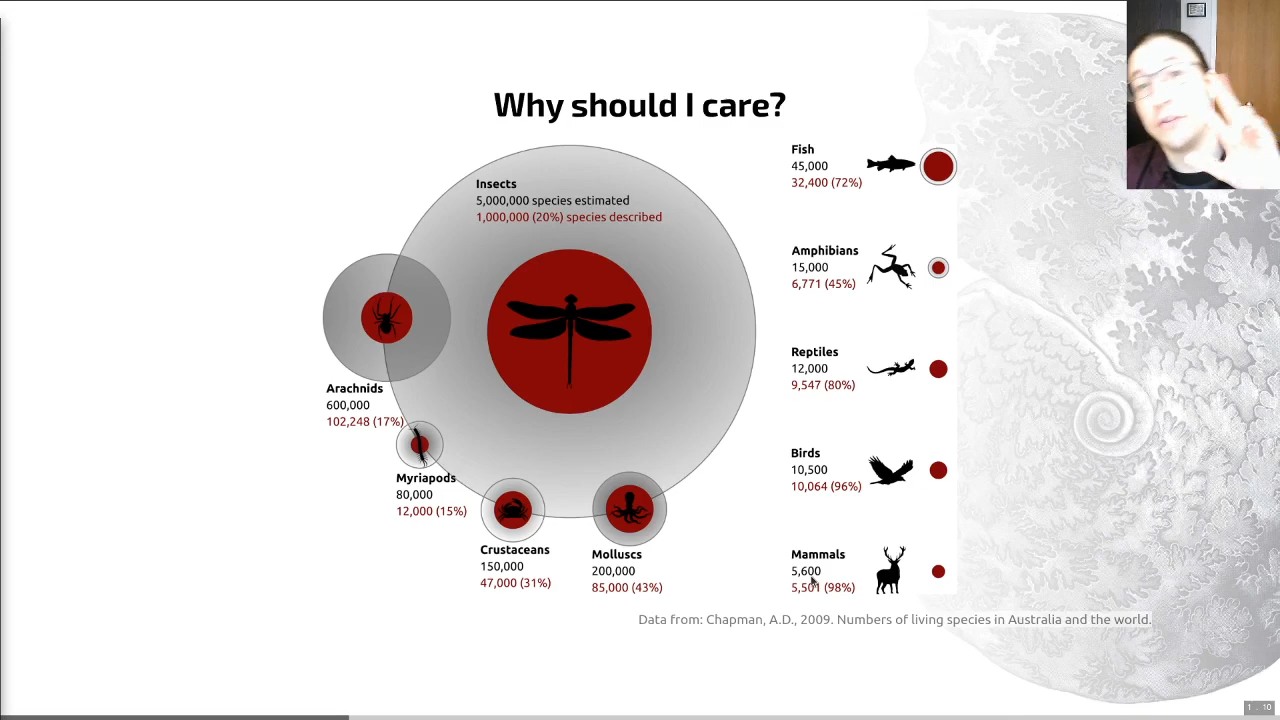 Why should I care?
Insects
5,000,000 species estimated
1,000,000 (20%) species described
Arachnids
600,000
102,248 (17%)
Myriapods
80,000
12,000 (15%)
Crustaceans
150,000
47,000 (31%)
Molluscs
200,000
85,000 (43%)
Fish
45,000
32,400 (72%)
Amphibians
15,000
6,771 (45%)
Reptiles
12,000
9,547 (80%)
Birds
10,500
10,064 (96%)
Mammals
5,600
5,501 (98%)
Data from: Chapman, A.D., 2009. Numbers of living species in Australia and the world.
1 . 10